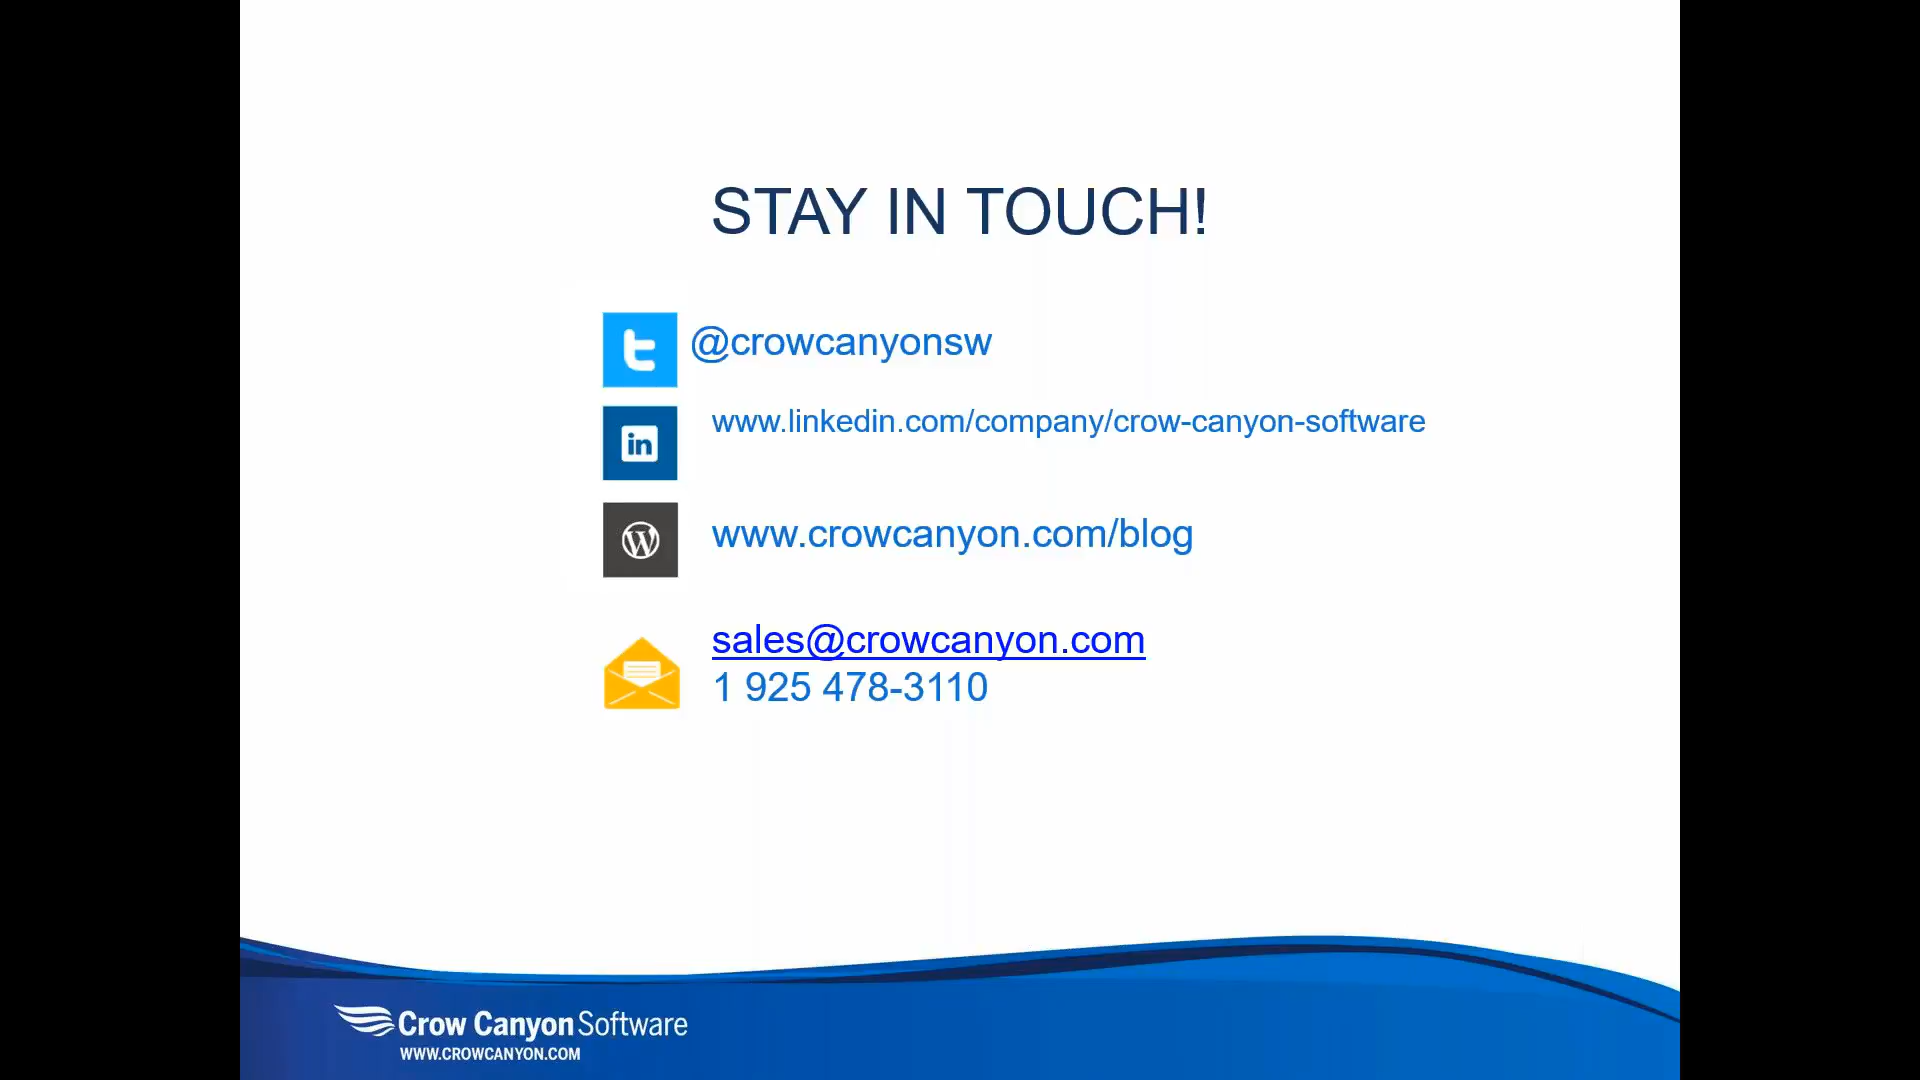 STAY IN TOUCH!
@crowcanyonsw
www.linkedin.com/company/crow-canyon-software
www.crowcanyon.com/blog
sales@crowcanyon.com
1 925 478-3110
Crow Canyon Software
WWW.CROWCANYON.COM